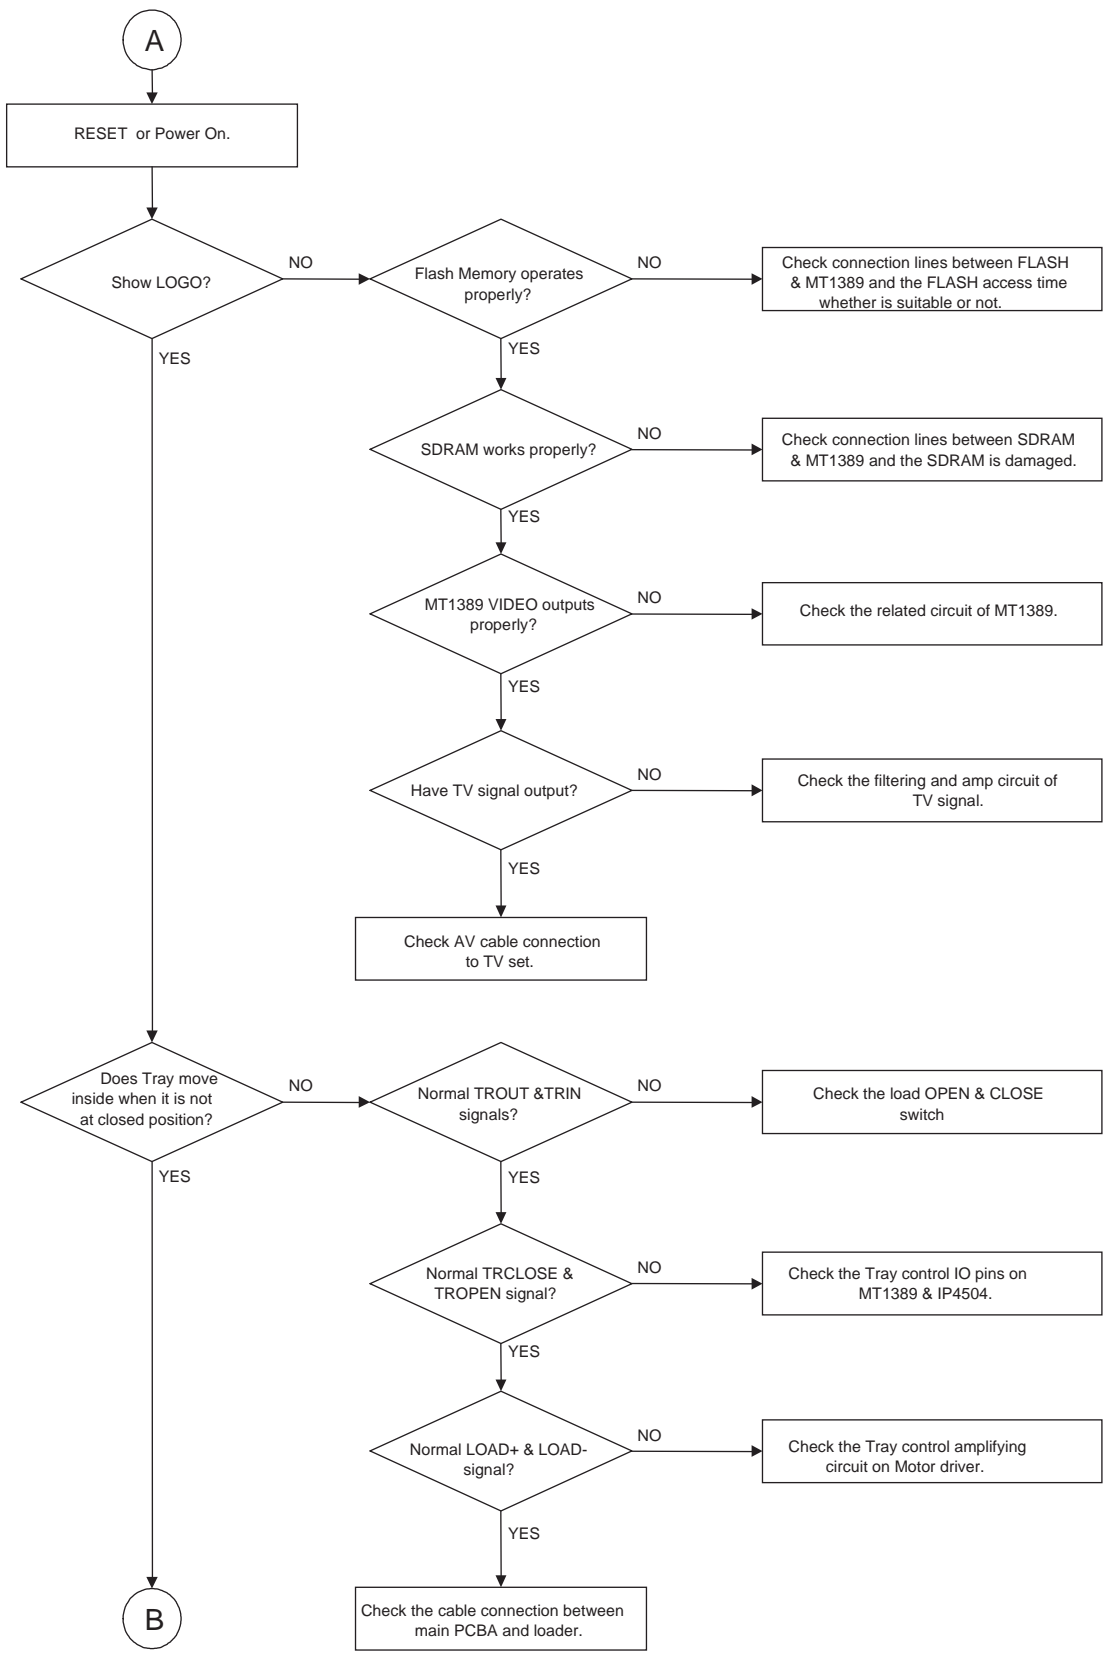 A
RESET or Power On.
Show LOGO?
NO
Flash Memory operates
properly?
NO
Check connection lines between FLASH
& MT1389 and the FLASH access time
whether is suitable or not.
YES
YES
SDRAM works properly?
NO
Check connection lines between SDRAM
& MT1389 and the SDRAM is damaged.
YES
MT1389 VIDEO outputs
properly?
NO
Check the related circuit of MT1389.
YES
Have TV signal output?
NO
Check the filtering and amp circuit of
TV signal.
YES
Check AV cable connection
to TV set.
Does Tray move
inside when it is not
at closed position?
NO
Normal TROUT &TRIN
signals?
NO
Check the load OPEN & CLOSE
switch
YES
YES
Normal TRCLOSE &
TROPEN signal?
NO
Check the Tray control IO pins on
MT1389 & IP4504.
YES
Normal LOAD+ & LOAD-
signal?
NO
Check the Tray control amplifying
circuit on Motor driver.
YES
B
Check the cable connection between
main PCBA and loader.